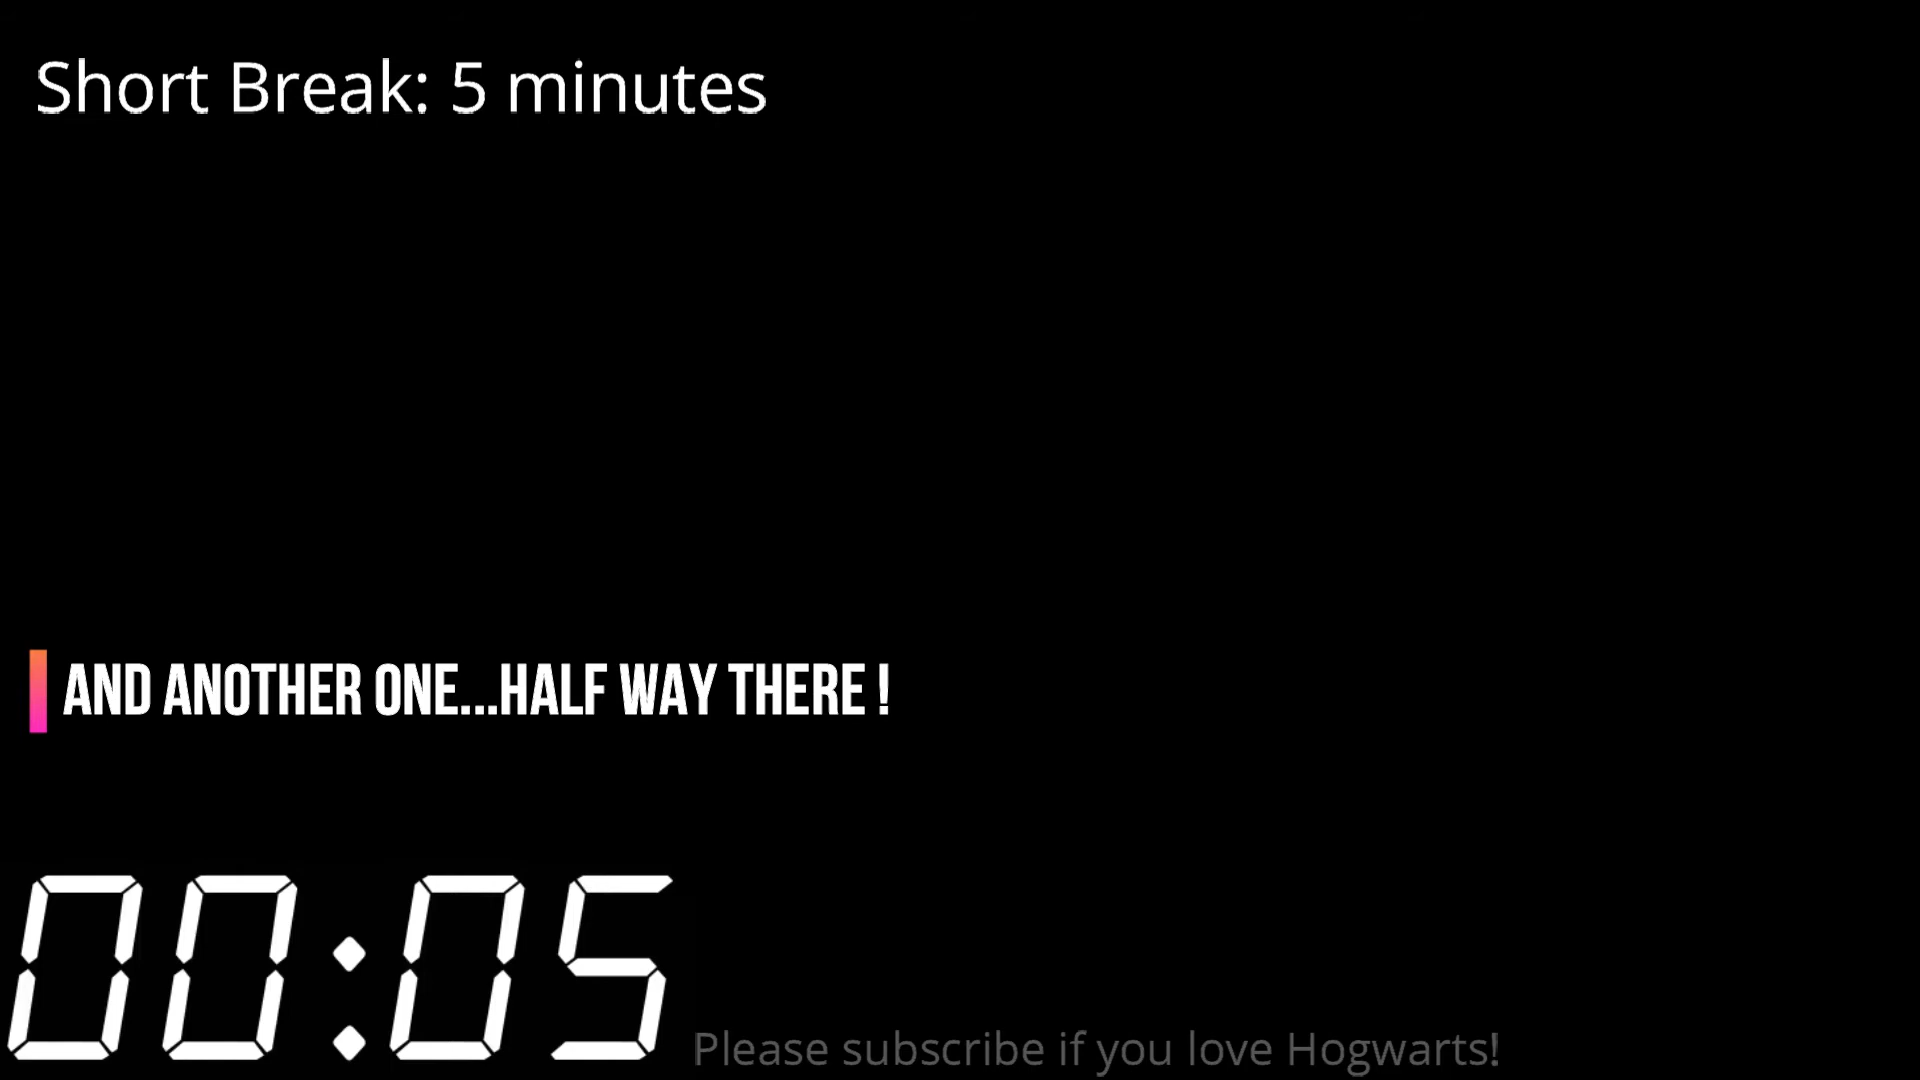 Short Break: 5 minutes
AND ANOTHER ONE...HALF WAY THERE !
00:05
Please subscribe if you love Hogwarts!